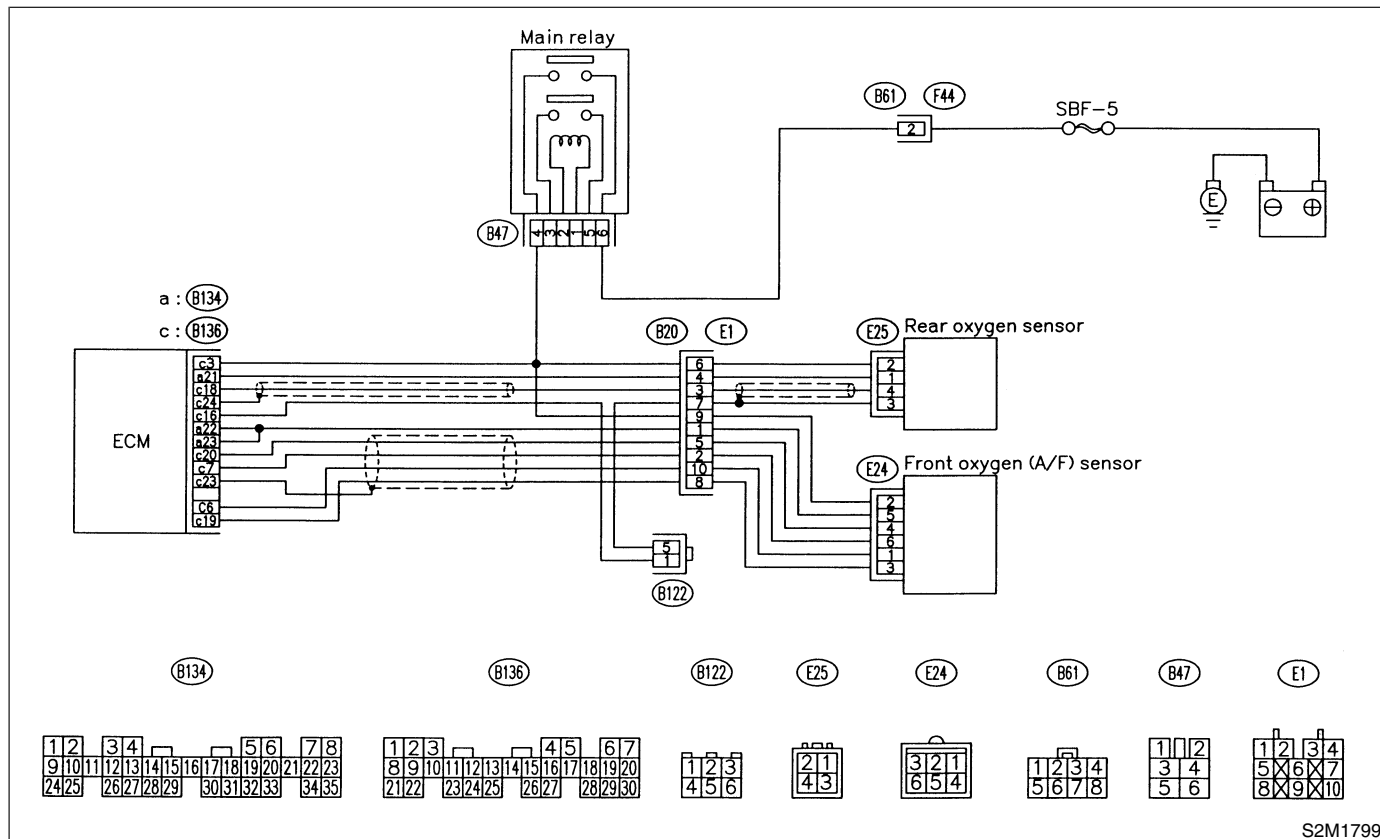 Main relay
B61 F44
SBF-5
2
E
⊖ ⊕
B47
4 3 2 1 5 6
a : B134
c : B136
B20 E1
E25 Rear oxygen sensor
ECM
c3
a21
c18
c24
c16
a22
a23
c20
c7
c23
C6
c19
6
4
3
7
9
1
5
2
10
8
2
1
4
3
E24 Front oxygen (A/F) sensor
2
5
4
6
1
3
5
1
B122
B134 B136 B122 E25 E24 B61 B47 E1
1 2 3 4 5 6 7 8
9 10 11 12 13 14 15 16 17 18 19 20 21 22 23
24 25 26 27 28 29 30 31 32 33 34 35
1 2 3 4 5 6 7
8 9 10 11 12 13 14 15 16 17 18 19 20
21 22 23 24 25 26 27 28 29 30
1 2 3
4 5 6
2 1
4 3
3 2 1
6 5 4
1 2 3 4
5 6 7 8
1 2
3 4
5 6
1 2 3 4
5 6 7
8 9 10
S2M1799